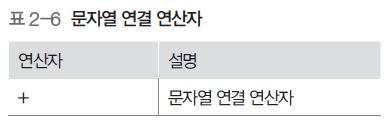 표 2-6 문자열 연결 연산자
연산자 설명
+ 문자열 연결 연산자